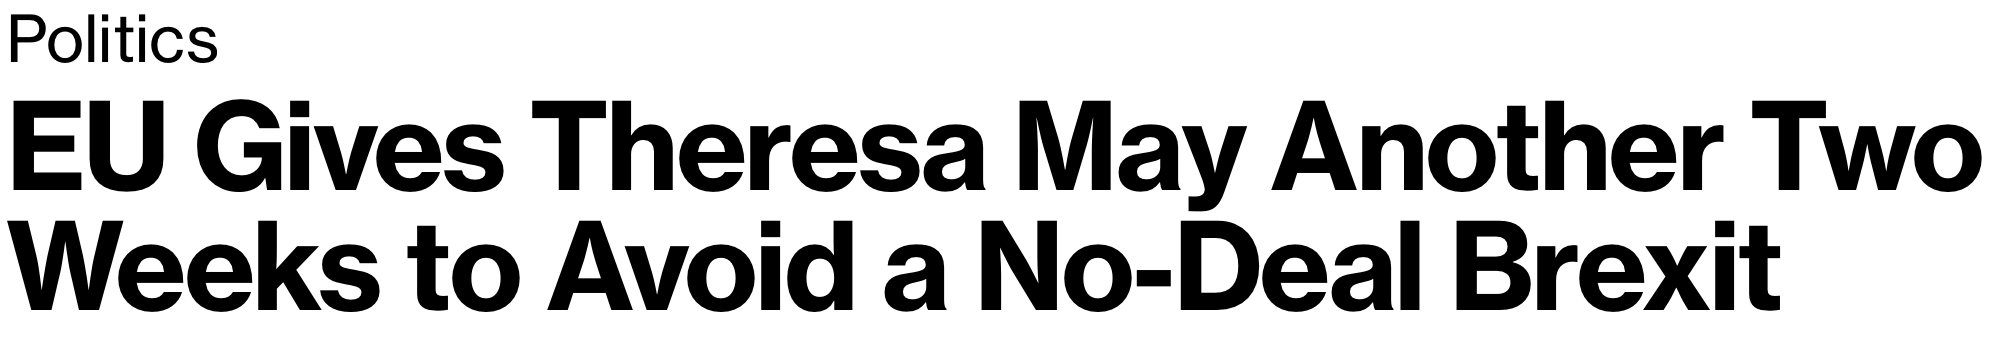 Politics
EU Gives Theresa May Another Two
Weeks to Avoid a No-Deal Brexit